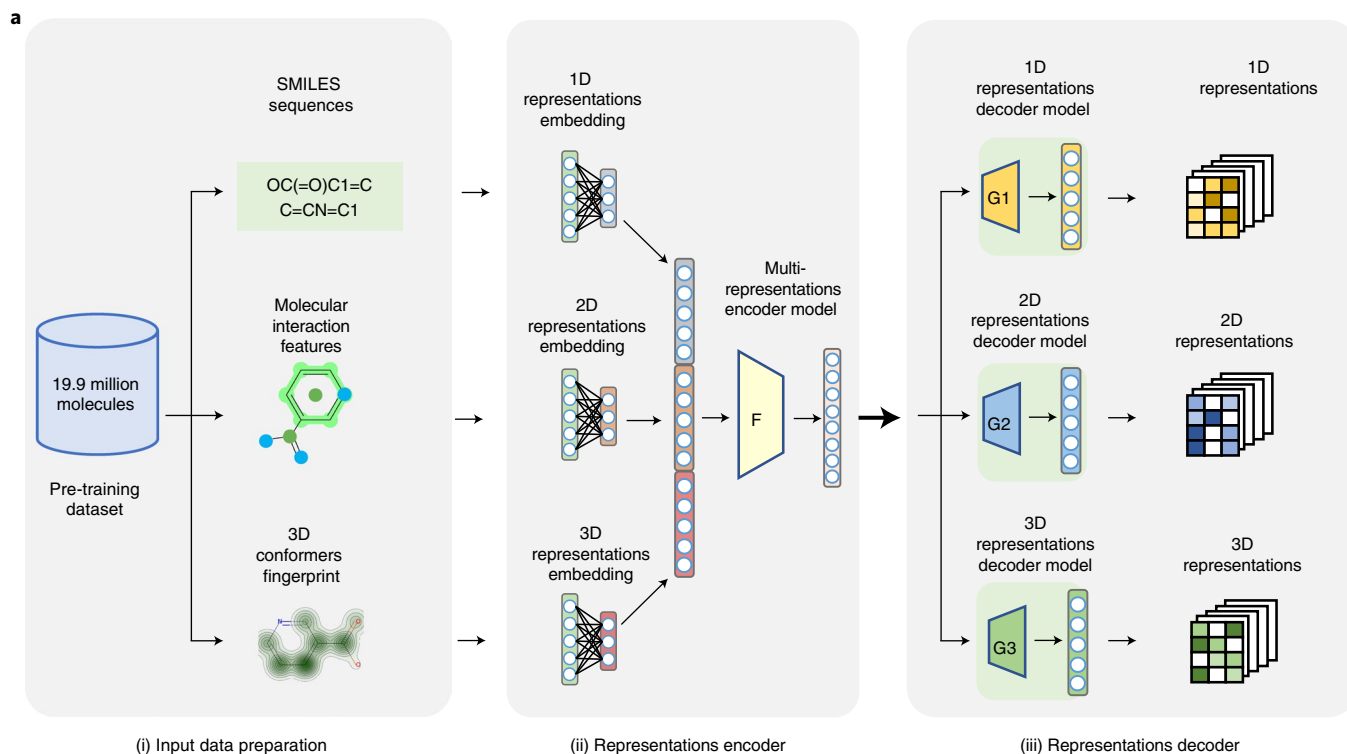 a
SMILES
sequences
OC(=O)C1=C
C=CN=C1
Molecular
interaction
features
19.9 million
molecules
Pre-training
dataset
3D
conformers
fingerprint
N
O
O
(i) Input data preparation
1D
representations
embedding
2D
representations
embedding
3D
representations
embedding
Multi-
representations
encoder model
F
(ii) Representations encoder
1D
representations
decoder model
1D
representations
G1
2D
representations
decoder model
2D
representations
G2
3D
representations
decoder model
3D
representations
G3
(iii) Representations decoder